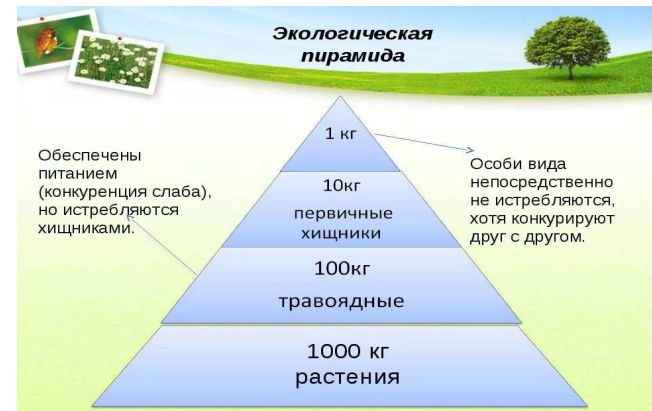 Экологическая
пирамида
1 кг
Обеспечены
питанием
(конкуренция слаба),
но истребляются
хищниками.
Особи вида
непосредственно
не истребляются,
хотя конкурируют
друг с другом.
10кг
первичные
хищники
100кг
травоядные
1000 кг
растения